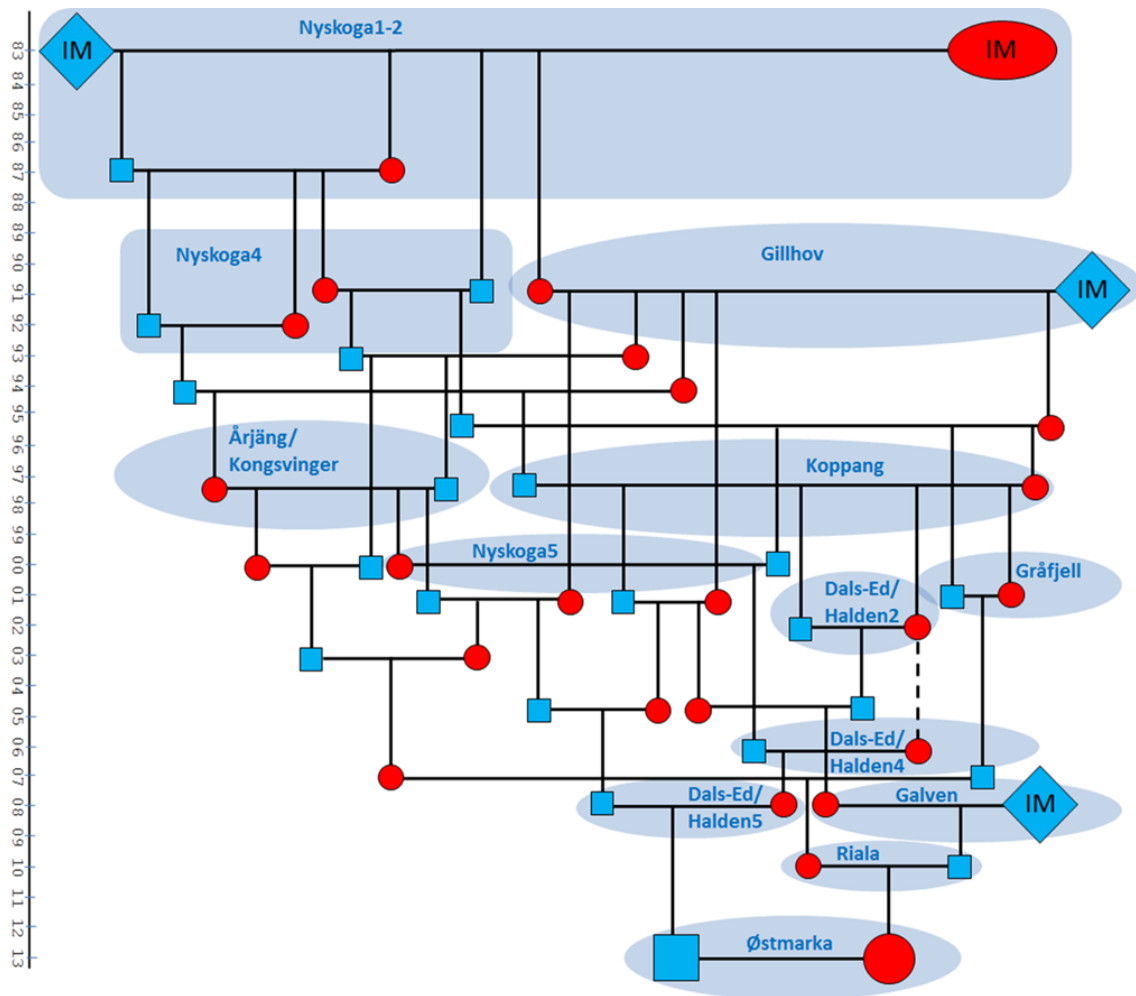 Nyskoga1-2
IM
IM
83
84
85
86
87
88
89
90
91
92
93
94
95
96
97
98
99
00
01
02
03
04
05
06
07
08
09
10
11
12
13
Nyskoga4
Gillhov
IM
Årjäng/
Kongsvinger
Koppang
Nyskoga5
Gråfjell
Dals-Ed/
Halden2
Dals-Ed/
Halden4
Dals-Ed/
Halden5
Galven
IM
Riala
Østmarka